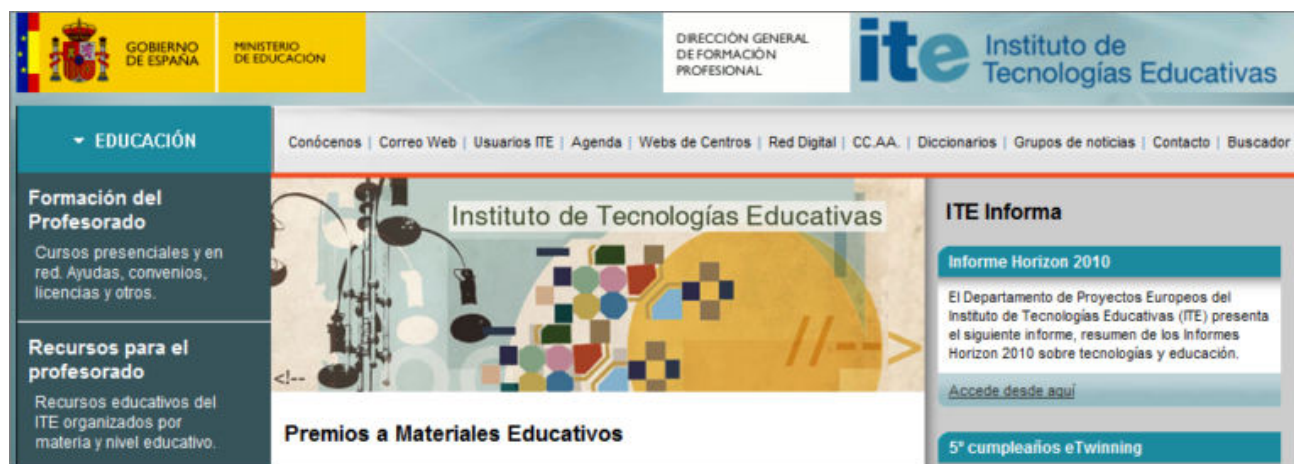 GOBIERNO
DE ESPAÑA
MINISTERIO
DE EDUCACIÓN
DIRECCIÓN GENERAL
DE FORMACIÓN
PROFESIONAL
ite
Instituto de
Tecnologías Educativas
EDUCACIÓN
Conócenos | Correo Web | Usuarios ITE | Agenda | Webs de Centros | Red Digital | CC.AA. | Diccionarios | Grupos de noticias | Contacto | Buscador
Formación del
Profesorado
Cursos presenciales y en
red. Ayudas, convenios,
licencias y otros.
Recursos para el
profesorado
Recursos educativos del
ITE organizados por
materia y nivel educativo.
Instituto de Tecnologías Educativas
//-->
<!--
Premios a Materiales Educativos
ITE Informa
Informe Horizon 2010
El Departamento de Proyectos Europeos del
Instituto de Tecnologías Educativas (ITE) presenta
el siguiente informe, resumen de los Informes
Horizon 2010 sobre tecnologías y educación.
Accede desde aquí
5º cumpleaños eTwinning